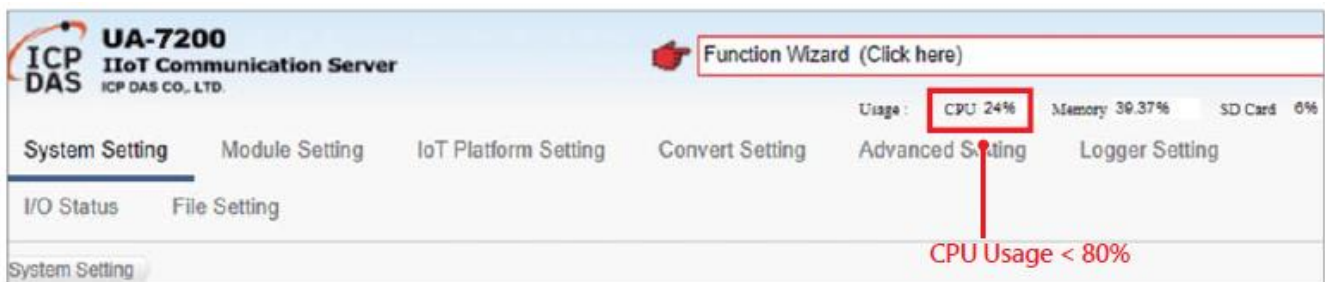 ICP DAS
UA-7200
IIoT Communication Server
ICP DAS CO., LTD.
Function Wizard (Click here)
Usage : CPU 24% Memory 39.37% SD Card 6%
System Setting Module Setting IoT Platform Setting Convert Setting Advanced Setting Logger Setting
I/O Status File Setting
CPU Usage < 80%
System Setting